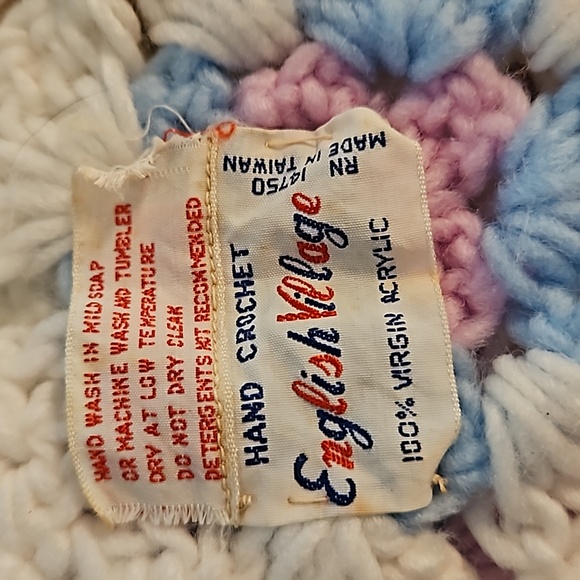 HAND WASH IN MILD SOAP
OR MACHINE WASH AND TUMBLER
DRY AT LOW TEMPERATURE
DO NOT DRY CLEAN
DETERGENTS NOT RECOMMENDED
HAND CROCHET
English Village
100% VIRGIN ACRYLIC
RN 14750
MADE IN TAIWAN